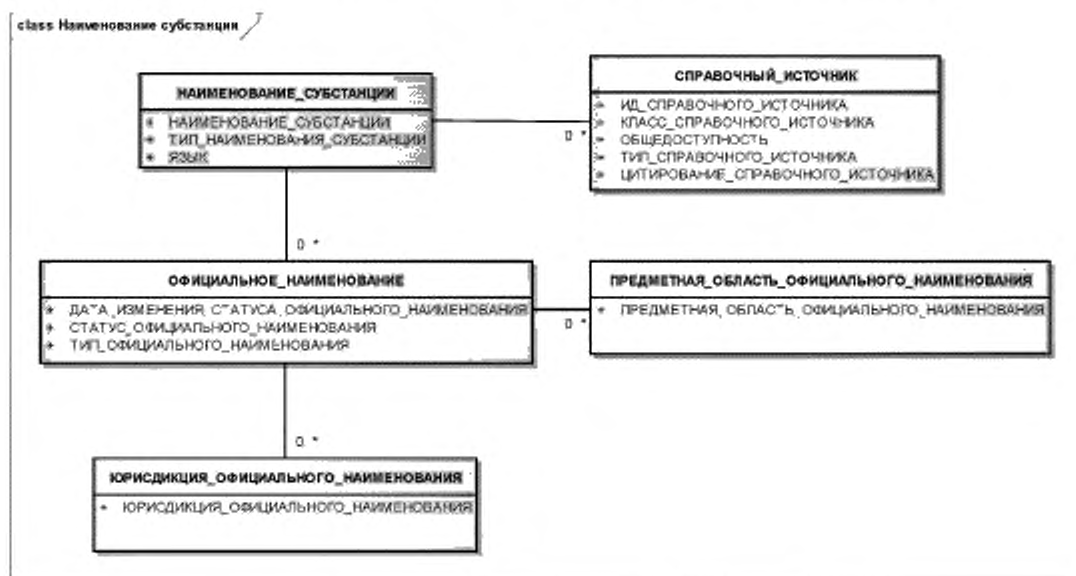 class Наименование субстанции
НАИМЕНОВАНИЕ_СУБСТАНЦИИ
НАИМЕНОВАНИЕ_СУБСТАНЦИИ
ТИП_НАИМЕНОВАНИЯ_СУБСТАНЦИИ
ЯЗЫК
0 *
СПРАВОЧНЫЙ_ИСТОЧНИК
ИД_СПРАВОЧНОГО_ИСТОЧНИКА
КЛАСС_СПРАВОЧНОГО_ИСТОЧНИКА
ОБЩЕДОСТУПНОСТЬ
ТИП_СПРАВОЧНОГО_ИСТОЧНИКА
ЦИТИРОВАНИЕ_СПРАВОЧНОГО_ИСТОЧНИКА
0 *
ОФИЦИАЛЬНОЕ_НАИМЕНОВАНИЕ
ДАТА_ИЗМЕНЕНИЯ_СТАТУСА_ОФИЦИАЛЬНОГО_НАИМЕНОВАНИЯ
СТАТУС_ОФИЦИАЛЬНОГО_НАИМЕНОВАНИЯ
ТИП_ОФИЦИАЛЬНОГО_НАИМЕНОВАНИЯ
0 *
ПРЕДМЕТНАЯ_ОБЛАСТЬ_ОФИЦИАЛЬНОГО_НАИМЕНОВАНИЯ
ПРЕДМЕТНАЯ_ОБЛАСТЬ_ОФИЦИАЛЬНОГО_НАИМЕНОВАНИЯ
0 *
ЮРИСДИКЦИЯ_ОФИЦИАЛЬНОГО_НАИМЕНОВАНИЯ
ЮРИСДИКЦИЯ_ОФИЦИАЛЬНОГО_НАИМЕНОВАНИЯ